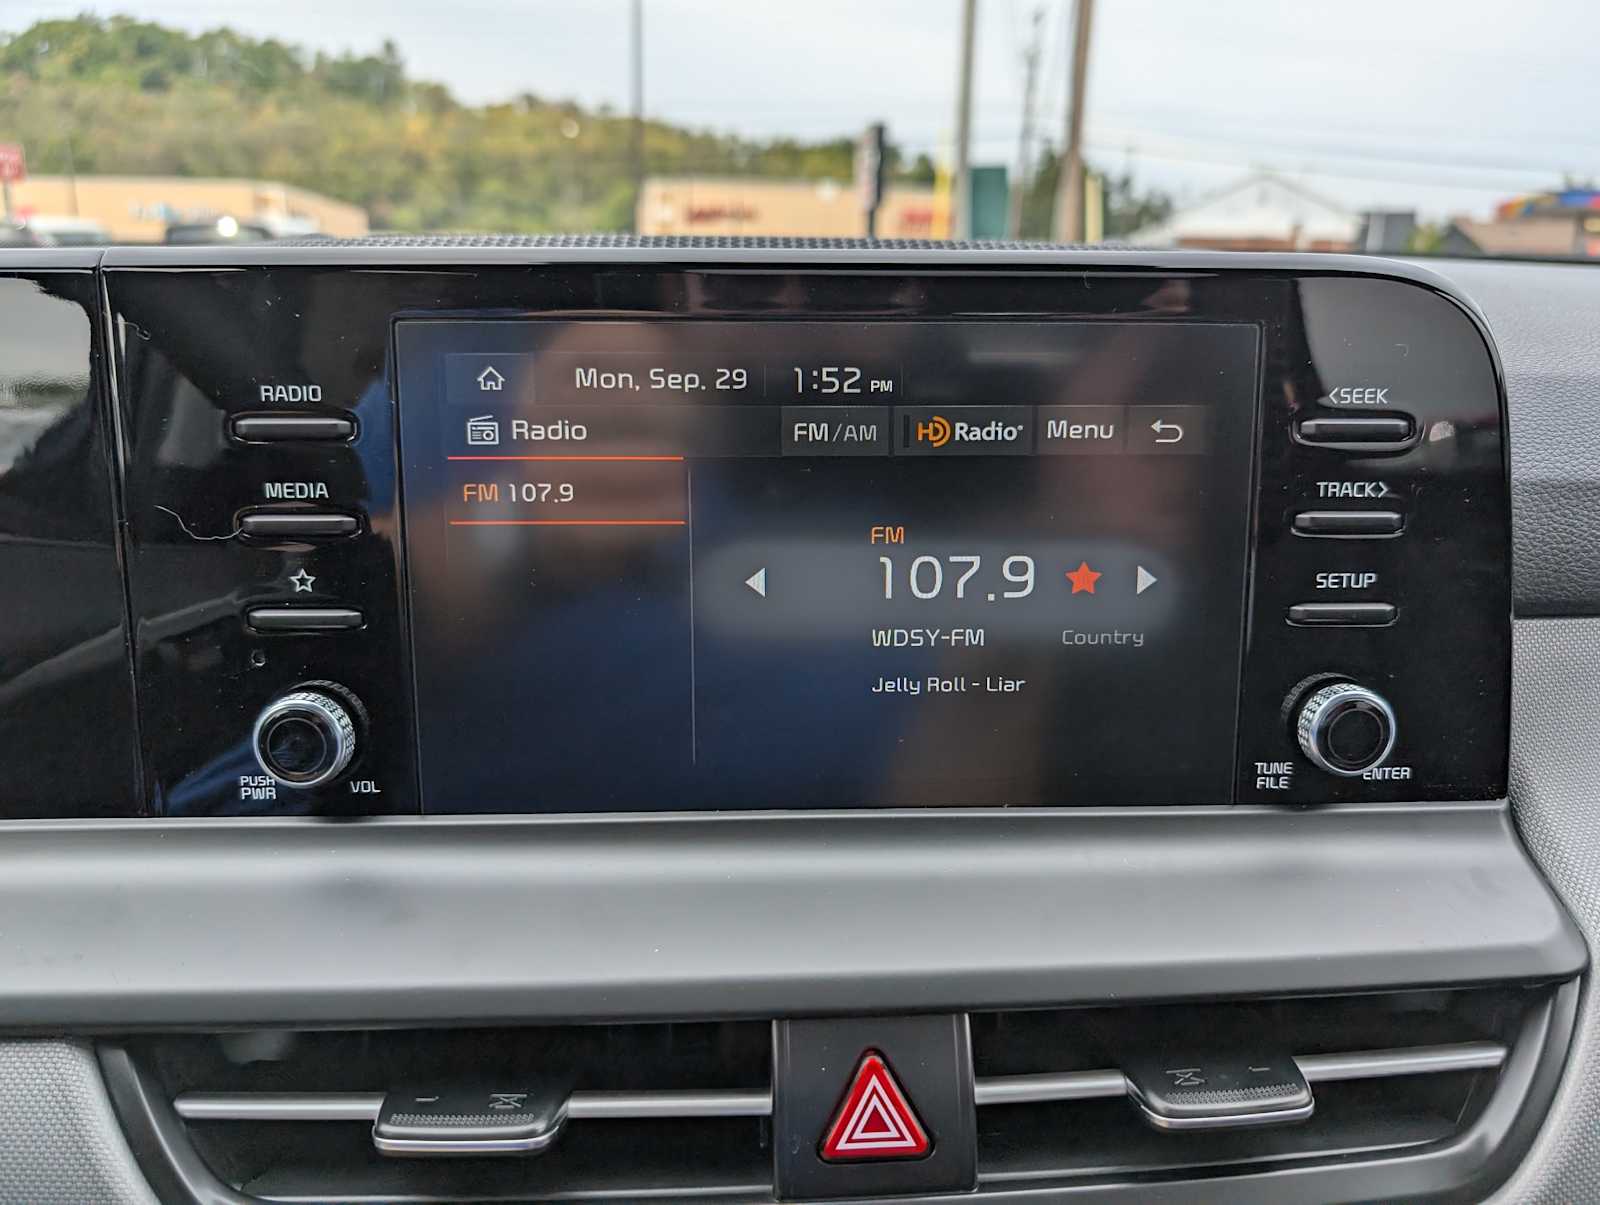 Mon, Sep. 29 1:52 PM
Radio FM/AM HD Radio Menu
FM 107.9
FM
107.9
WDSY-FM Country
Jelly Roll - Liar
RADIO
MEDIA
PUSH PWR VOL
<SEEK
TRACK>
SETUP
TUNE FILE ENTER